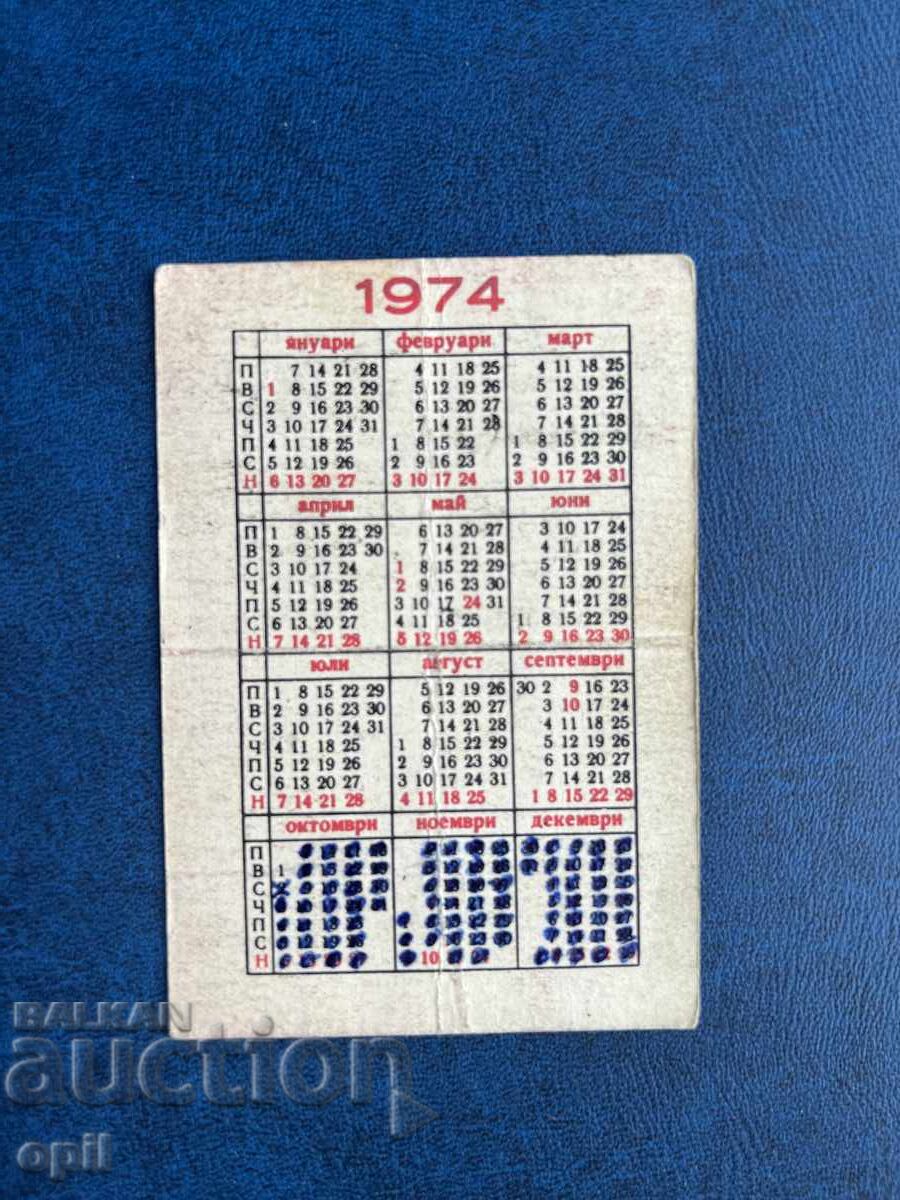 1974
януари февруари март
П 7 14 21 28 4 11 18 25 4 11 18 25
В 1 8 15 22 29 5 12 19 26 5 12 19 26
С 2 9 16 23 30 6 13 20 27 6 13 20 27
Ч 3 10 17 24 31 7 14 21 28 7 14 21 28
П 4 11 18 25 1 8 15 22 1 8 15 22 29
С 5 12 19 26 2 9 16 23 2 9 16 23 30
Н 6 13 20 27 3 10 17 24 3 10 17 24 31
април май юни
П 1 8 15 22 29 6 13 20 27 3 10 17 24
В 2 9 16 23 30 7 14 21 28 4 11 18 25
С 3 10 17 24 1 8 15 22 29 5 12 19 26
Ч 4 11 18 25 2 9 16 23 30 6 13 20 27
П 5 12 19 26 3 10 17 24 31 7 14 21 28
С 6 13 20 27 4 11 18 25 1 8 15 22 29
Н 7 14 21 28 5 12 19 26 2 9 16 23 30
юли август септември
П 1 8 15 22 29 5 12 19 26 30 2 9 16 23
В 2 9 16 23 30 6 13 20 27 3 10 17 24
С 3 10 17 24 31 7 14 21 28 4 11 18 25
Ч 4 11 18 25 1 8 15 22 29 5 12 19 26
П 5 12 19 26 2 9 16 23 30 6 13 20 27
С 6 13 20 27 3 10 17 24 31 7 14 21 28
Н 7 14 21 28 4 11 18 25 1 8 15 22 29
октомври ноември декември
П
В 1
С
Ч
П
С
Н 10
BALKAN
auction
opil